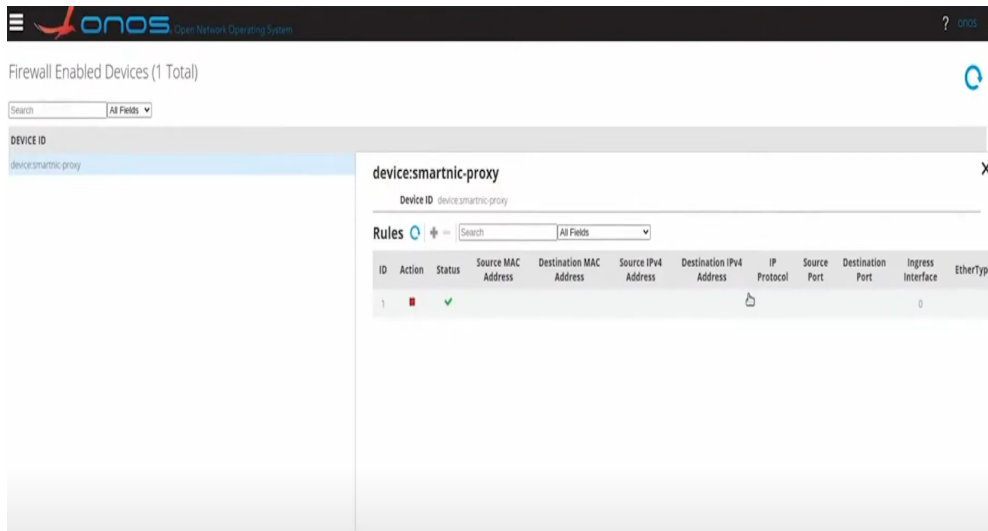 onos Open Network Operating System ? onos
Firewall Enabled Devices (1 Total)
Search All Fields
DEVICE ID
device:smartnic-proxy
device:smartnic-proxy
Device ID device:smartnic-proxy
Rules Search All Fields
ID Action Status Source MAC Address Destination MAC Address Source IPv4 Address Destination IPv4 Address IP Protocol Source Port Destination Port Ingress Interface EtherTyp
1 0